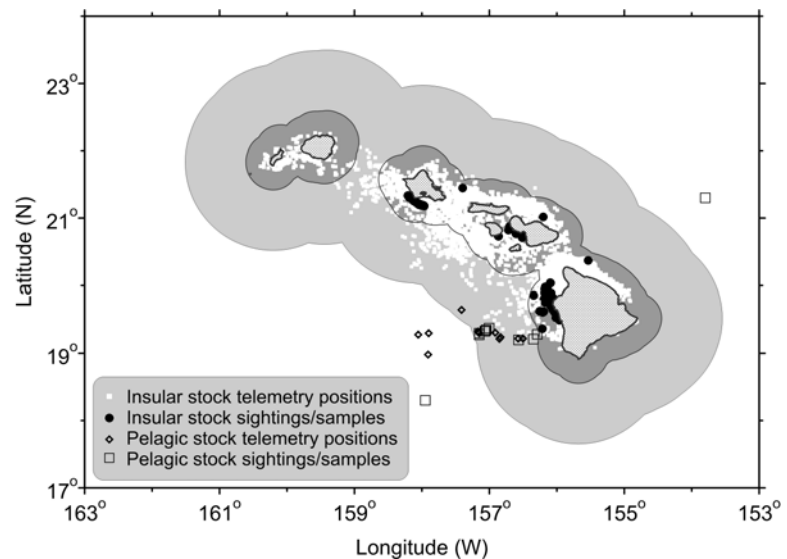 23°
21°
19°
17°
Latitude (N)
Insular stock telemetry positions
Insular stock sightings/samples
Pelagic stock telemetry positions
Pelagic stock sightings/samples
163° 161° 159° 157° 155° 153°
Longitude (W)